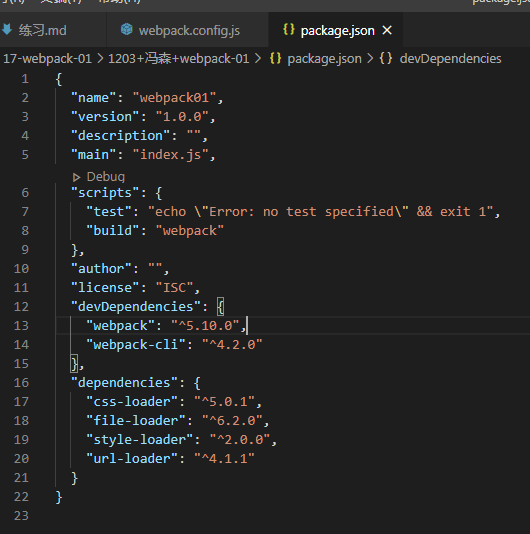 练习.md webpack.config.js package.json
17-webpack-01 > 1203+冯森+webpack-01 > package.json > devDependencies
1 {
2 "name": "webpack01",
3 "version": "1.0.0",
4 "description": "",
5 "main": "index.js",
Debug
6 "scripts": {
7 "test": "echo \"Error: no test specified\" && exit 1",
8 "build": "webpack"
9 },
10 "author": "",
11 "license": "ISC",
12 "devDependencies": {
13 "webpack": "^5.10.0",
14 "webpack-cli": "^4.2.0"
15 },
16 "dependencies": {
17 "css-loader": "^5.0.1",
18 "file-loader": "^6.2.0",
19 "style-loader": "^2.0.0",
20 "url-loader": "^4.1.1"
21 }
22 }
23